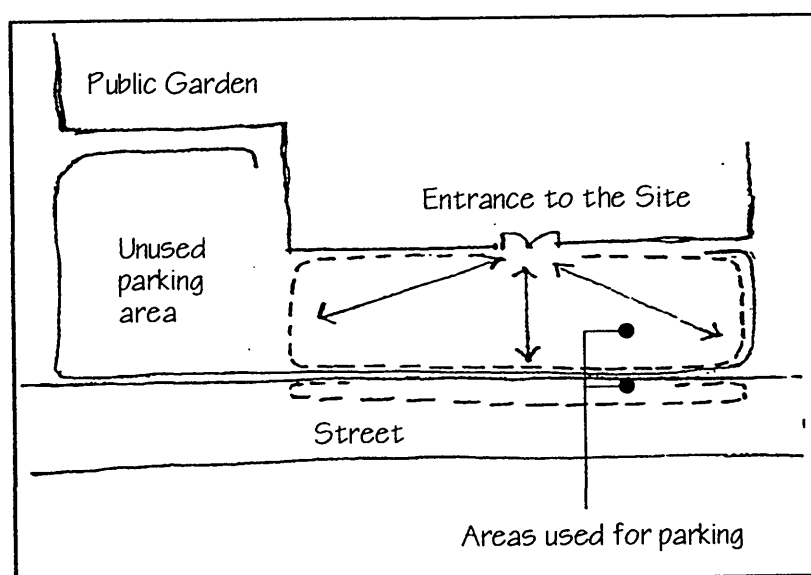 Public Garden
Entrance to the Site
Unused
parking
area
Street
Areas used for parking